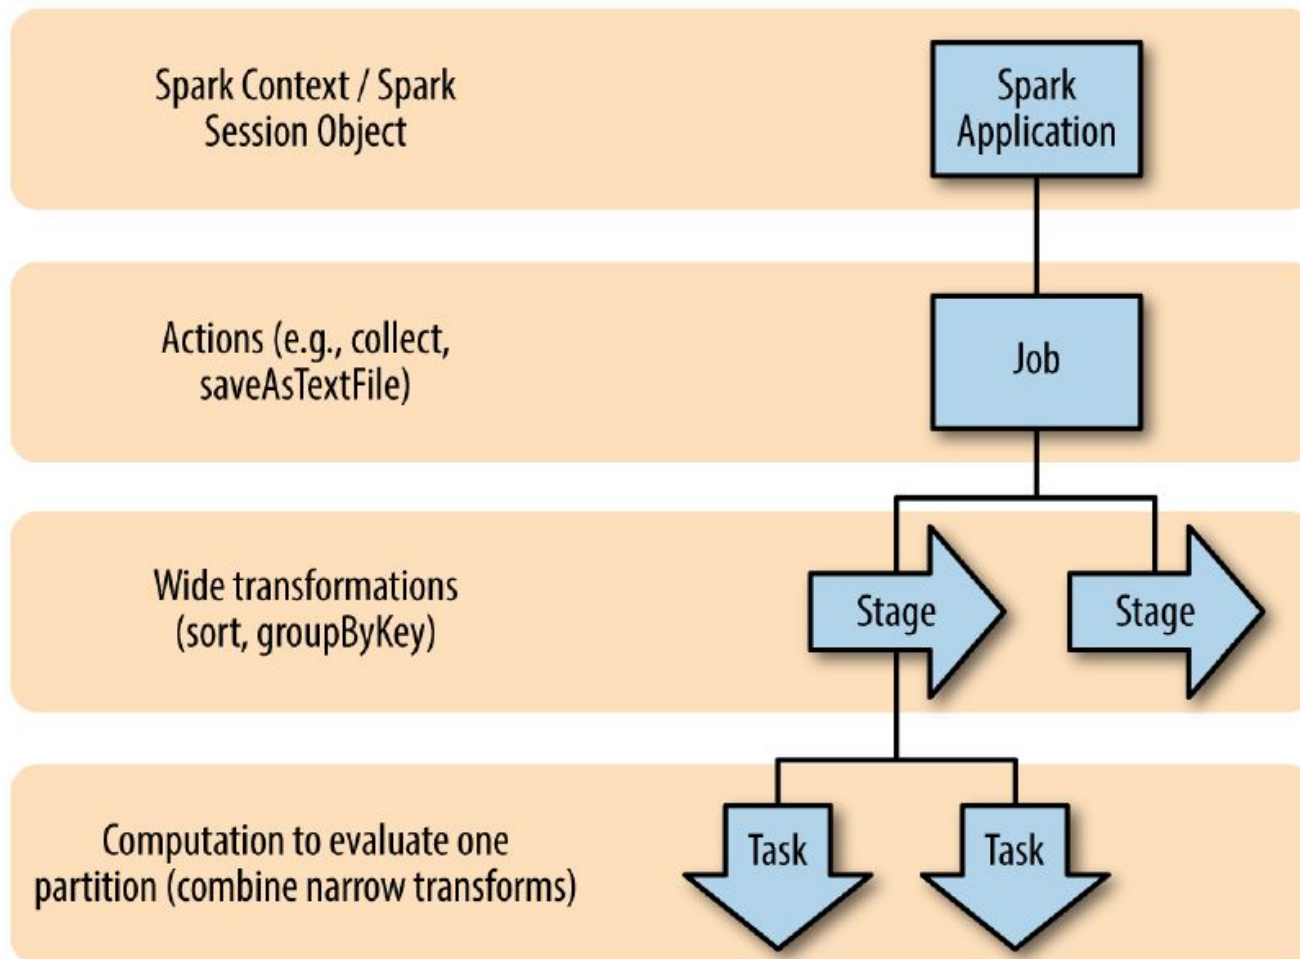 Spark Context / Spark
Session Object
Spark
Application
Actions (e.g., collect,
saveAsTextFile)
Job
Wide transformations
(sort, groupByKey)
Stage
Stage
Computation to evaluate one
partition (combine narrow transforms)
Task
Task